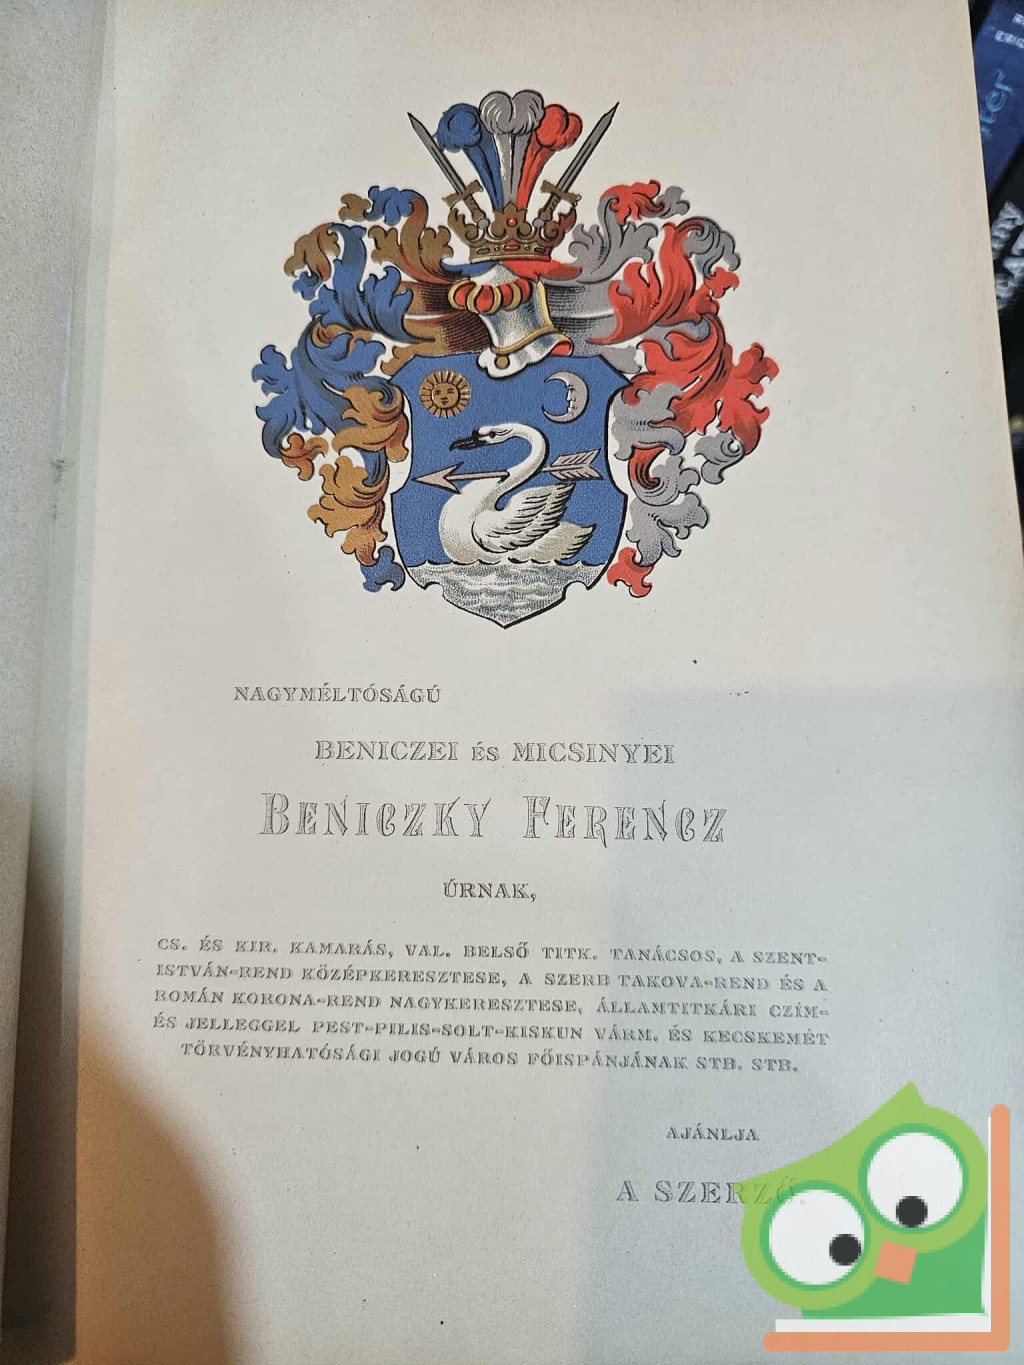 NAGYMÉLTÓSÁGÚ
BENICZEI ÉS MICSINYEI
BENICZKY FERENCZ
ÚRNAK,
CS. ÉS KIR. KAMARÁS, VAL. BELSŐ TITK. TANÁCSOS, A SZENT-
ISTVÁN-REND KÖZÉPKERESZTESE, A SZERB TAKOVA-REND ÉS A
ROMÁN KORONA-REND NAGYKERESZTESE, ÁLLAMTITKÁRI CZÍM-
ÉS JELLEGGEL PEST-PILIS-SOLT-KISKUN VÁRM. ÉS KECSKEMÉT
TÖRVÉNYHATÓSÁGI JOGÚ VÁROS FŐISPÁNJÁNAK STB. STB.
AJÁNLJA
A SZERZŐ.